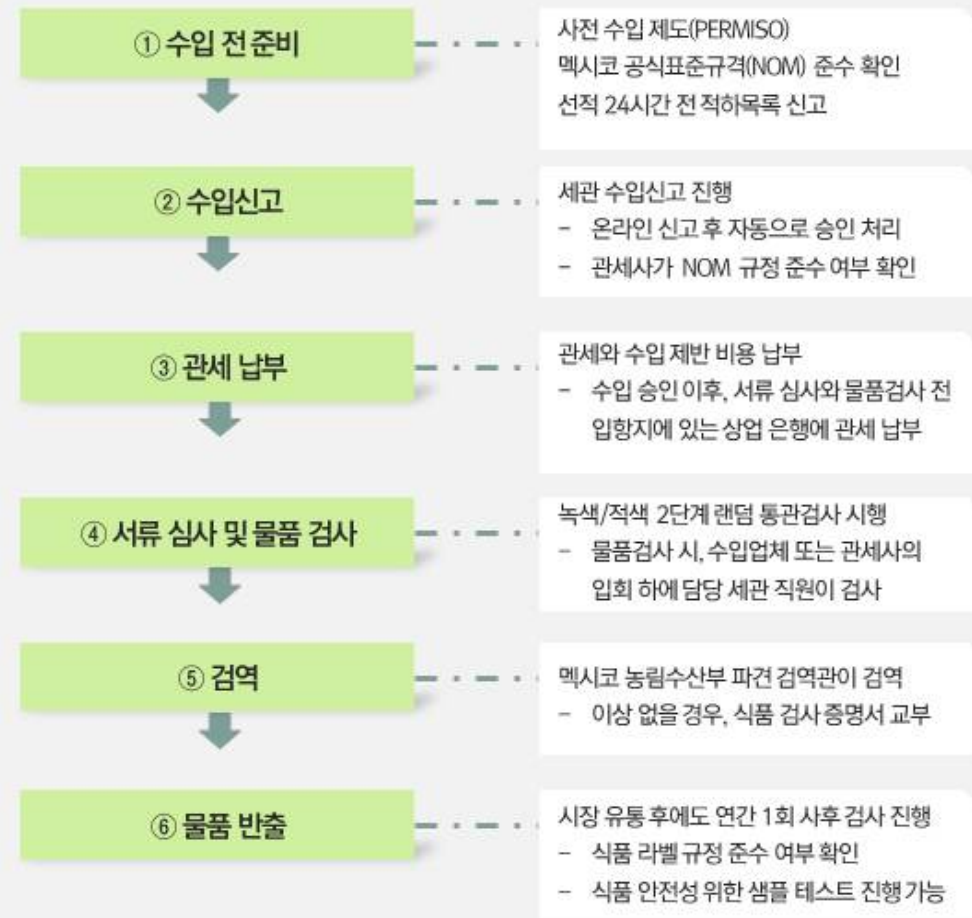 ① 수입 전 준비
사전 수입 제도(PERMISO)
멕시코 공식표준규격(NOM) 준수 확인
선적 24시간 전 적하목록 신고
② 수입신고
세관 수입신고 진행
- 온라인 신고 후 자동으로 승인 처리
- 관세사가 NOM 규정 준수 여부 확인
③ 관세 납부
관세와 수입 제반 비용 납부
- 수입 승인 이후, 서류 심사와 물품검사 전
입항지에 있는 상업 은행에 관세 납부
④ 서류 심사 및 물품 검사
녹색/적색 2단계 랜덤 통관검사 시행
- 물품검사 시, 수입업체 또는 관세사의
입회 하에 담당 세관 직원이 검사
⑤ 검역
멕시코 농림수산부 파견 검역관이 검역
- 이상 없을 경우, 식품 검사 증명서 교부
⑥ 물품 반출
시장 유통 후에도 연간 1회 사후 검사 진행
- 식품 라벨 규정 준수 여부 확인
- 식품 안전성 위한 샘플 테스트 진행 가능